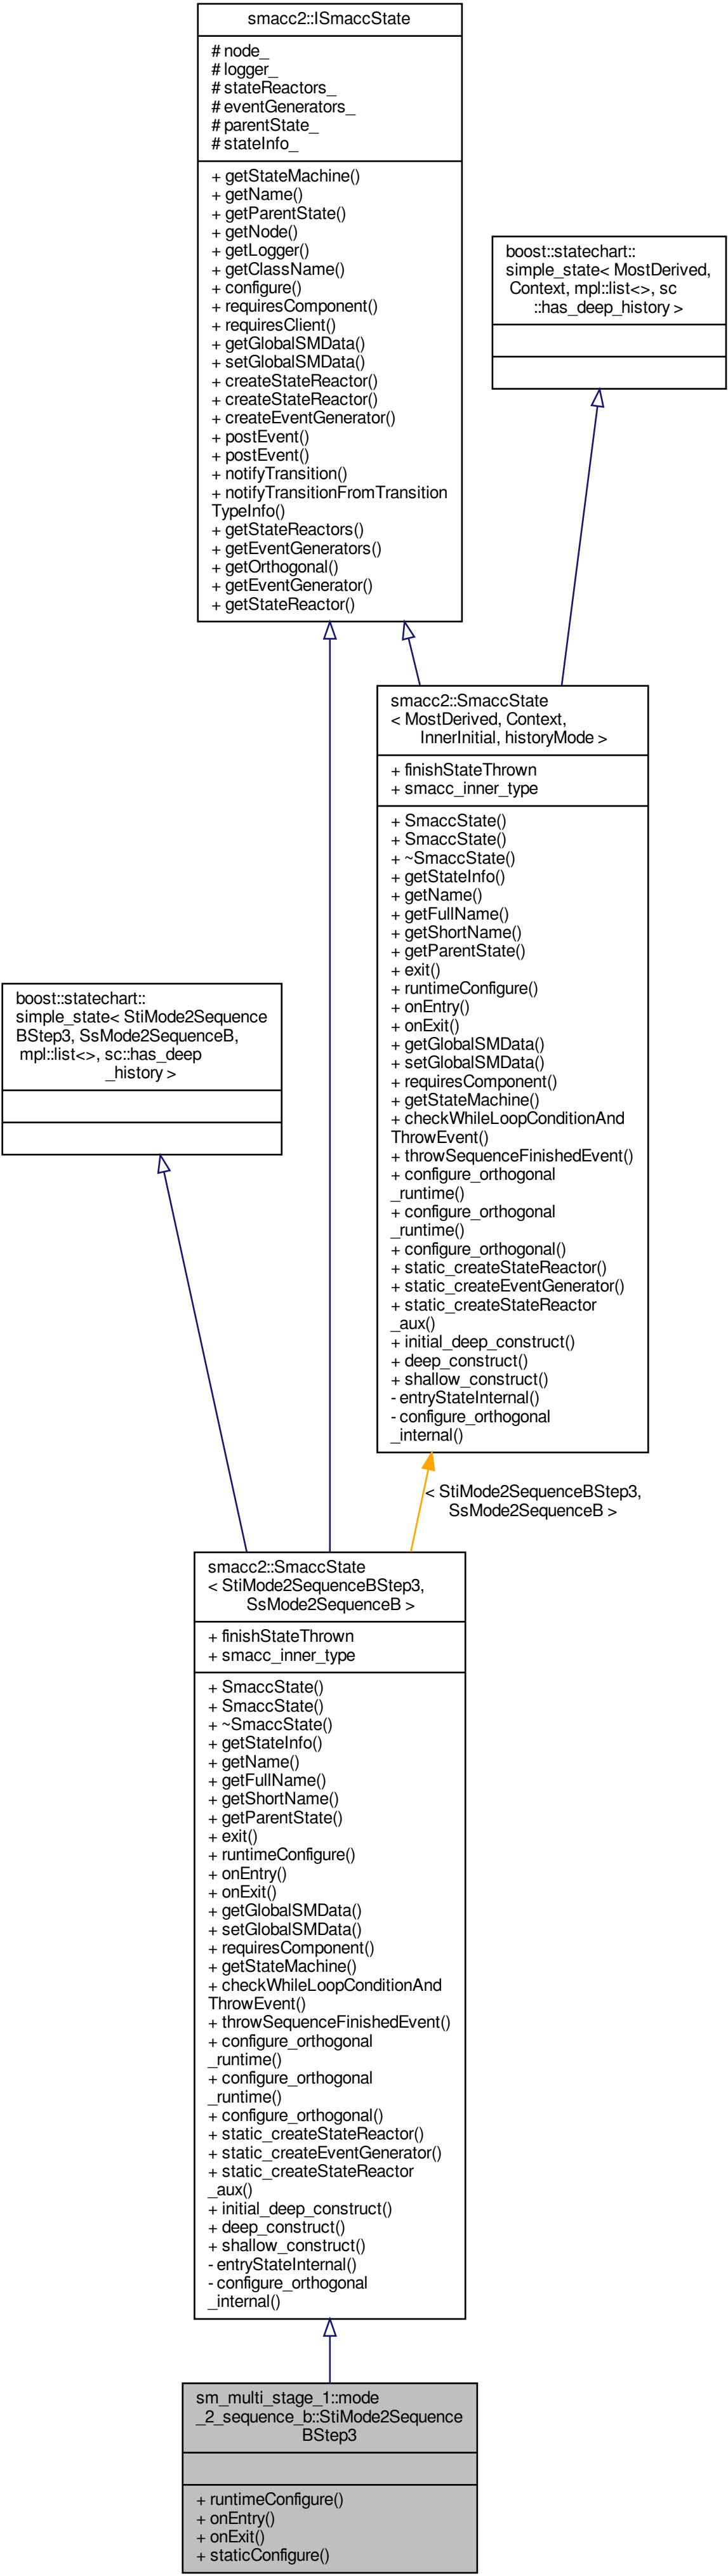 smacc2::ISmaccState
# node_
# logger_
# stateReactors_
# eventGenerators_
# parentState_
# stateInfo_
+ getStateMachine()
+ getName()
+ getParentState()
+ getNode()
+ getLogger()
+ getClassName()
+ configure()
+ requiresComponent()
+ requiresClient()
+ getGlobalSMData()
+ setGlobalSMData()
+ createStateReactor()
+ createStateReactor()
+ createEventGenerator()
+ postEvent()
+ postEvent()
+ notifyTransition()
+ notifyTransitionFromTransition
TypeInfo()
+ getStateReactors()
+ getEventGenerators()
+ getOrthogonal()
+ getEventGenerator()
+ getStateReactor()
boost::statechart::
simple_state< MostDerived,
Context, mpl::list<>, sc
::has_deep_history >
smacc2::SmaccState
< MostDerived, Context,
InnerInitial, historyMode >
+ finishStateThrown
+ smacc_inner_type
+ SmaccState()
+ SmaccState()
+ ~SmaccState()
+ getStateInfo()
+ getName()
+ getFullName()
+ getShortName()
+ getParentState()
+ exit()
+ runtimeConfigure()
+ onEntry()
+ onExit()
+ getGlobalSMData()
+ setGlobalSMData()
+ requiresComponent()
+ getStateMachine()
+ checkWhileLoopConditionAnd
ThrowEvent()
+ throwSequenceFinishedEvent()
+ configure_orthogonal
_runtime()
+ configure_orthogonal
_runtime()
+ configure_orthogonal()
+ static_createStateReactor()
+ static_createEventGenerator()
+ static_createStateReactor
_aux()
+ initial_deep_construct()
+ deep_construct()
+ shallow_construct()
- entryStateInternal()
- configure_orthogonal
_internal()
boost::statechart::
simple_state< StiMode2Sequence
BStep3, SsMode2SequenceB,
mpl::list<>, sc::has_deep
_history >
< StiMode2SequenceBStep3,
SsMode2SequenceB >
smacc2::SmaccState
< StiMode2SequenceBStep3,
SsMode2SequenceB >
+ finishStateThrown
+ smacc_inner_type
+ SmaccState()
+ SmaccState()
+ ~SmaccState()
+ getStateInfo()
+ getName()
+ getFullName()
+ getShortName()
+ getParentState()
+ exit()
+ runtimeConfigure()
+ onEntry()
+ onExit()
+ getGlobalSMData()
+ setGlobalSMData()
+ requiresComponent()
+ getStateMachine()
+ checkWhileLoopConditionAnd
ThrowEvent()
+ throwSequenceFinishedEvent()
+ configure_orthogonal
_runtime()
+ configure_orthogonal
_runtime()
+ configure_orthogonal()
+ static_createStateReactor()
+ static_createEventGenerator()
+ static_createStateReactor
_aux()
+ initial_deep_construct()
+ deep_construct()
+ shallow_construct()
- entryStateInternal()
- configure_orthogonal
_internal()
sm_multi_stage_1::mode
_2_sequence_b::StiMode2Sequence
BStep3
+ runtimeConfigure()
+ onEntry()
+ onExit()
+ staticConfigure()